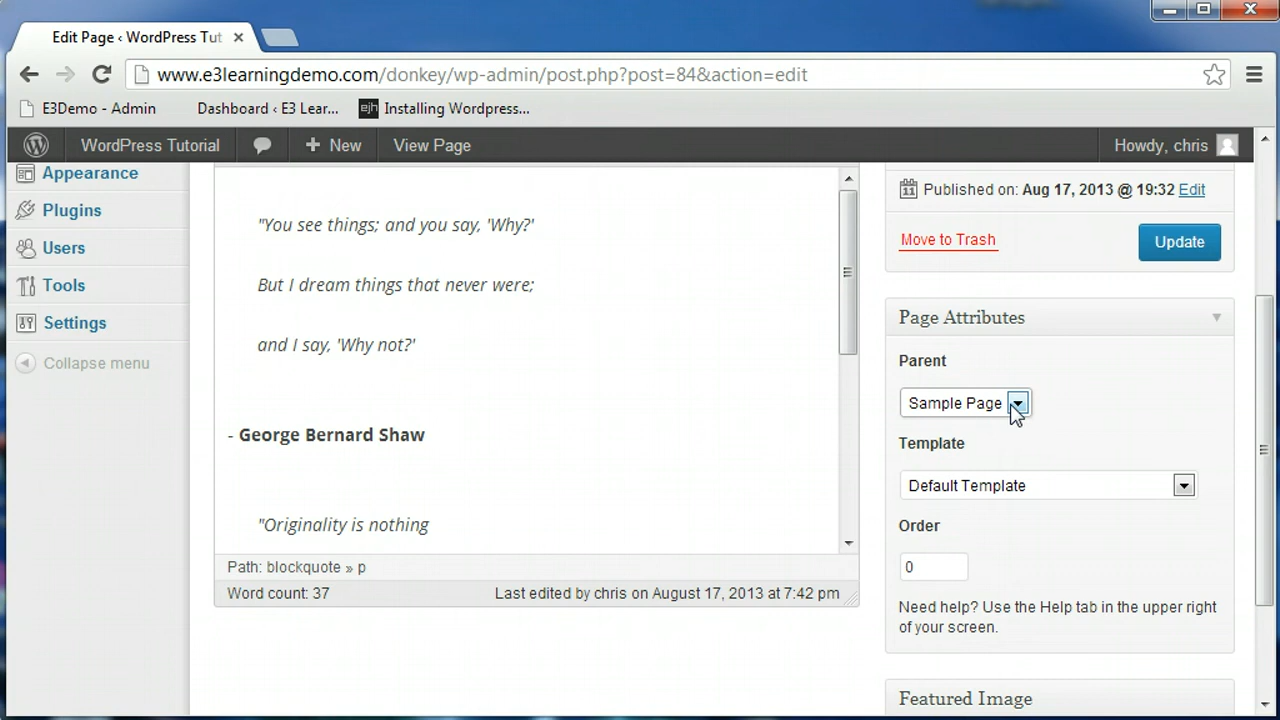 Edit Page ‹ WordPress Tut
www.e3learningdemo.com/donkey/wp-admin/post.php?post=84&action=edit
E3Demo - Admin Dashboard ‹ E3 Lear... ejh Installing Wordpress...
WordPress Tutorial + New View Page Howdy, chris
Appearance
Plugins
Users
Tools
Settings
Collapse menu
"You see things; and you say, 'Why?'
But I dream things that never were;
and I say, 'Why not?'
- George Bernard Shaw
"Originality is nothing
Path: blockquote » p
Word count: 37 Last edited by chris on August 17, 2013 at 7:42 pm
11 Published on: Aug 17, 2013 @ 19:32 Edit
Move to Trash Update
Page Attributes
Parent
Sample Page
Template
Default Template
Order
0
Need help? Use the Help tab in the upper right
of your screen.
Featured Image